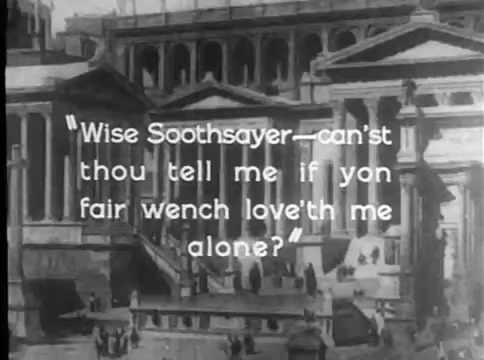 "Wise Soothsayer—can'st
thou tell me if yon
fair wench love'th me
alone?"